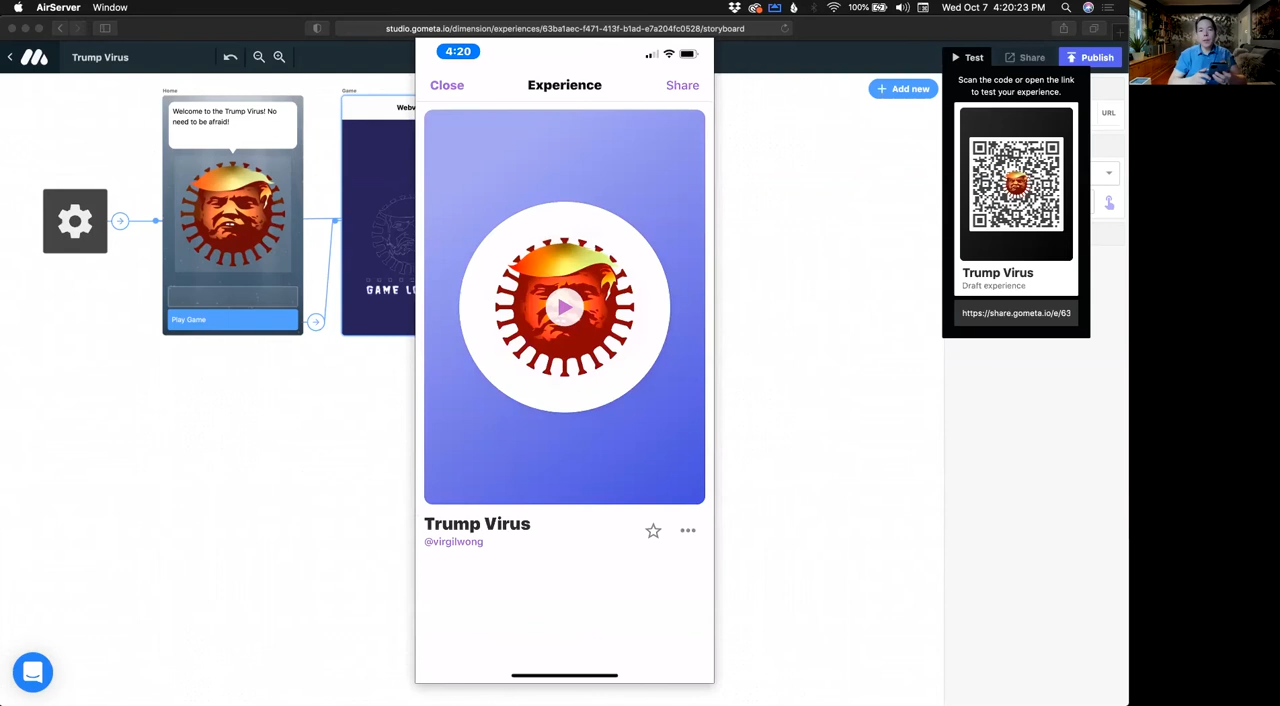 AirServer Window
100%
Wed Oct 7 4:20:23 PM
studio.gometa.io/dimension/experiences/63ba1aec-f471-413f-b1ad-e7a204fc0528/storyboard
Trump Virus
Test
Share
Publish
4:20
Close
Experience
Share
Add new
Scan the code or open the link
to test your experience.
URL
Home
Welcome to the Trump Virus! No
need to be afraid!
Play Game
Game
Webv
GAME LO
Trump Virus
@virgilwong
Trump Virus
Draft experience
https://share.gometa.io/e/63